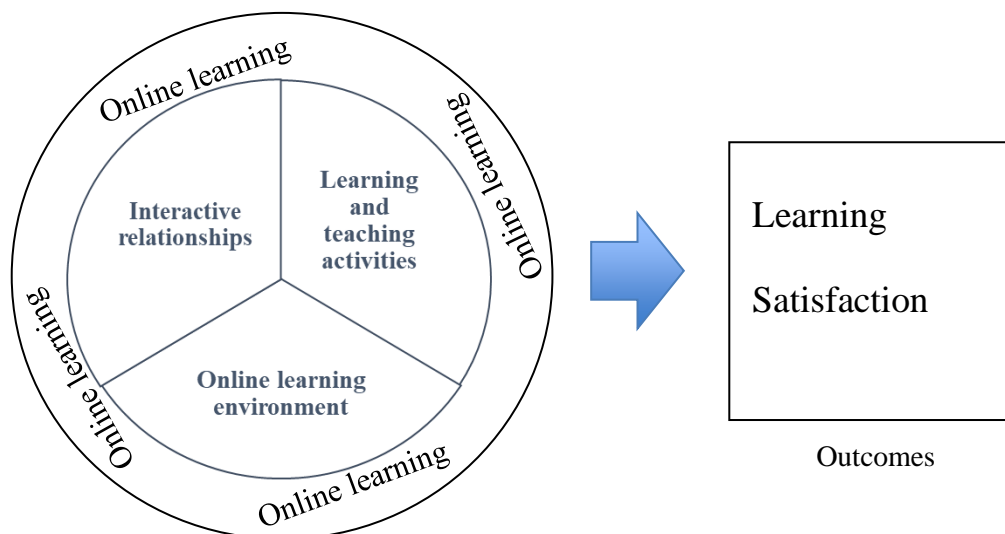 Online learning
Online learning
Interactive
relationships
Learning
and
teaching
activities
Online learning
environment
Online learning
Online learning
Learning
Satisfaction
Outcomes